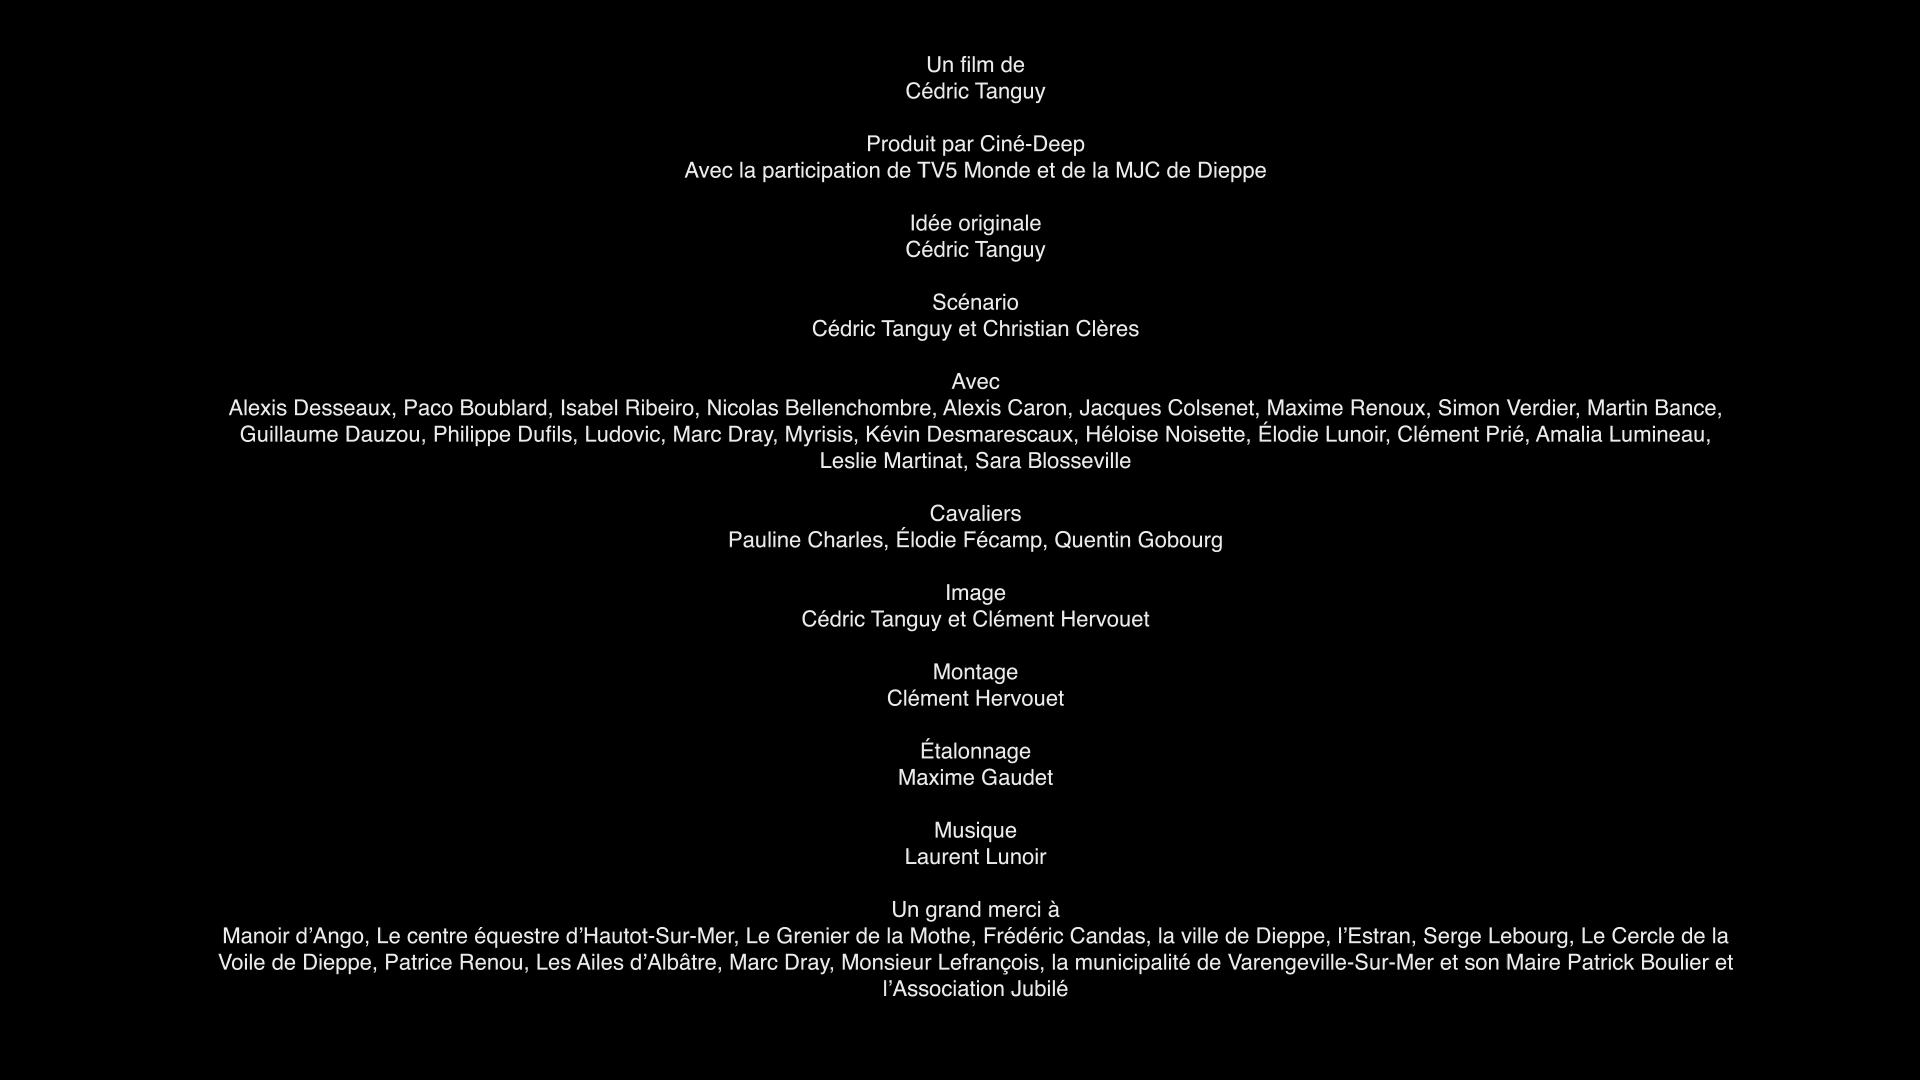 Un film de
Cédric Tanguy
Produit par Ciné-Deep
Avec la participation de TV5 Monde et de la MJC de Dieppe
Idée originale
Cédric Tanguy
Scénario
Cédric Tanguy et Christian Clères
Avec
Alexis Desseaux, Paco Boublard, Isabel Ribeiro, Nicolas Bellenchombre, Alexis Caron, Jacques Colsenet, Maxime Renoux, Simon Verdier, Martin Bance,
Guillaume Dauzou, Philippe Dufils, Ludovic, Marc Dray, Myrisis, Kévin Desmarescaux, Héloise Noisette, Élodie Lunoir, Clément Prié, Amalia Lumineau,
Leslie Martinat, Sara Blosseville
Cavaliers
Pauline Charles, Élodie Fécamp, Quentin Gobourg
Image
Cédric Tanguy et Clément Hervouet
Montage
Clément Hervouet
Étalonnage
Maxime Gaudet
Musique
Laurent Lunoir
Un grand merci à
Manoir d’Ango, Le centre équestre d’Hautot-Sur-Mer, Le Grenier de la Mothe, Frédéric Candas, la ville de Dieppe, l’Estran, Serge Lebourg, Le Cercle de la
Voile de Dieppe, Patrice Renou, Les Ailes d’Albâtre, Marc Dray, Monsieur Lefrançois, la municipalité de Varengeville-Sur-Mer et son Maire Patrick Boulier et
l’Association Jubilé